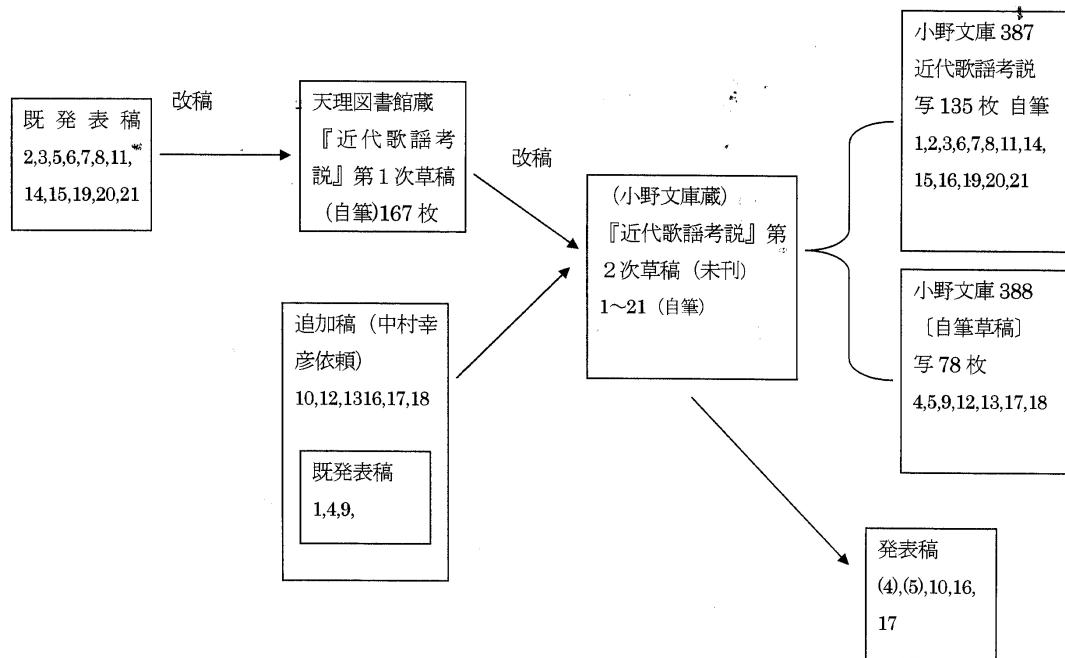 既発表稿
2,3,5,6,7,8,11,
14,15,19,20,21
改稿
天理図書館蔵
『近代歌謡考
説』第1次草稿
(自筆)167枚
改稿
追加稿（中村幸
彦依頼）
10,12,1316,17,18
既発表稿
1,4,9,
（小野文庫蔵）
『近代歌謡考説』第
2次草稿（未刊）
1～21（自筆）
小野文庫387
近代歌謡考説
写135枚 自筆
1,2,3,6,7,8,11,14,
15,16,19,20,21
小野文庫388
〔自筆草稿〕
写78枚
4,5,9,12,13,17,18
発表稿
(4),(5),10,16,
17